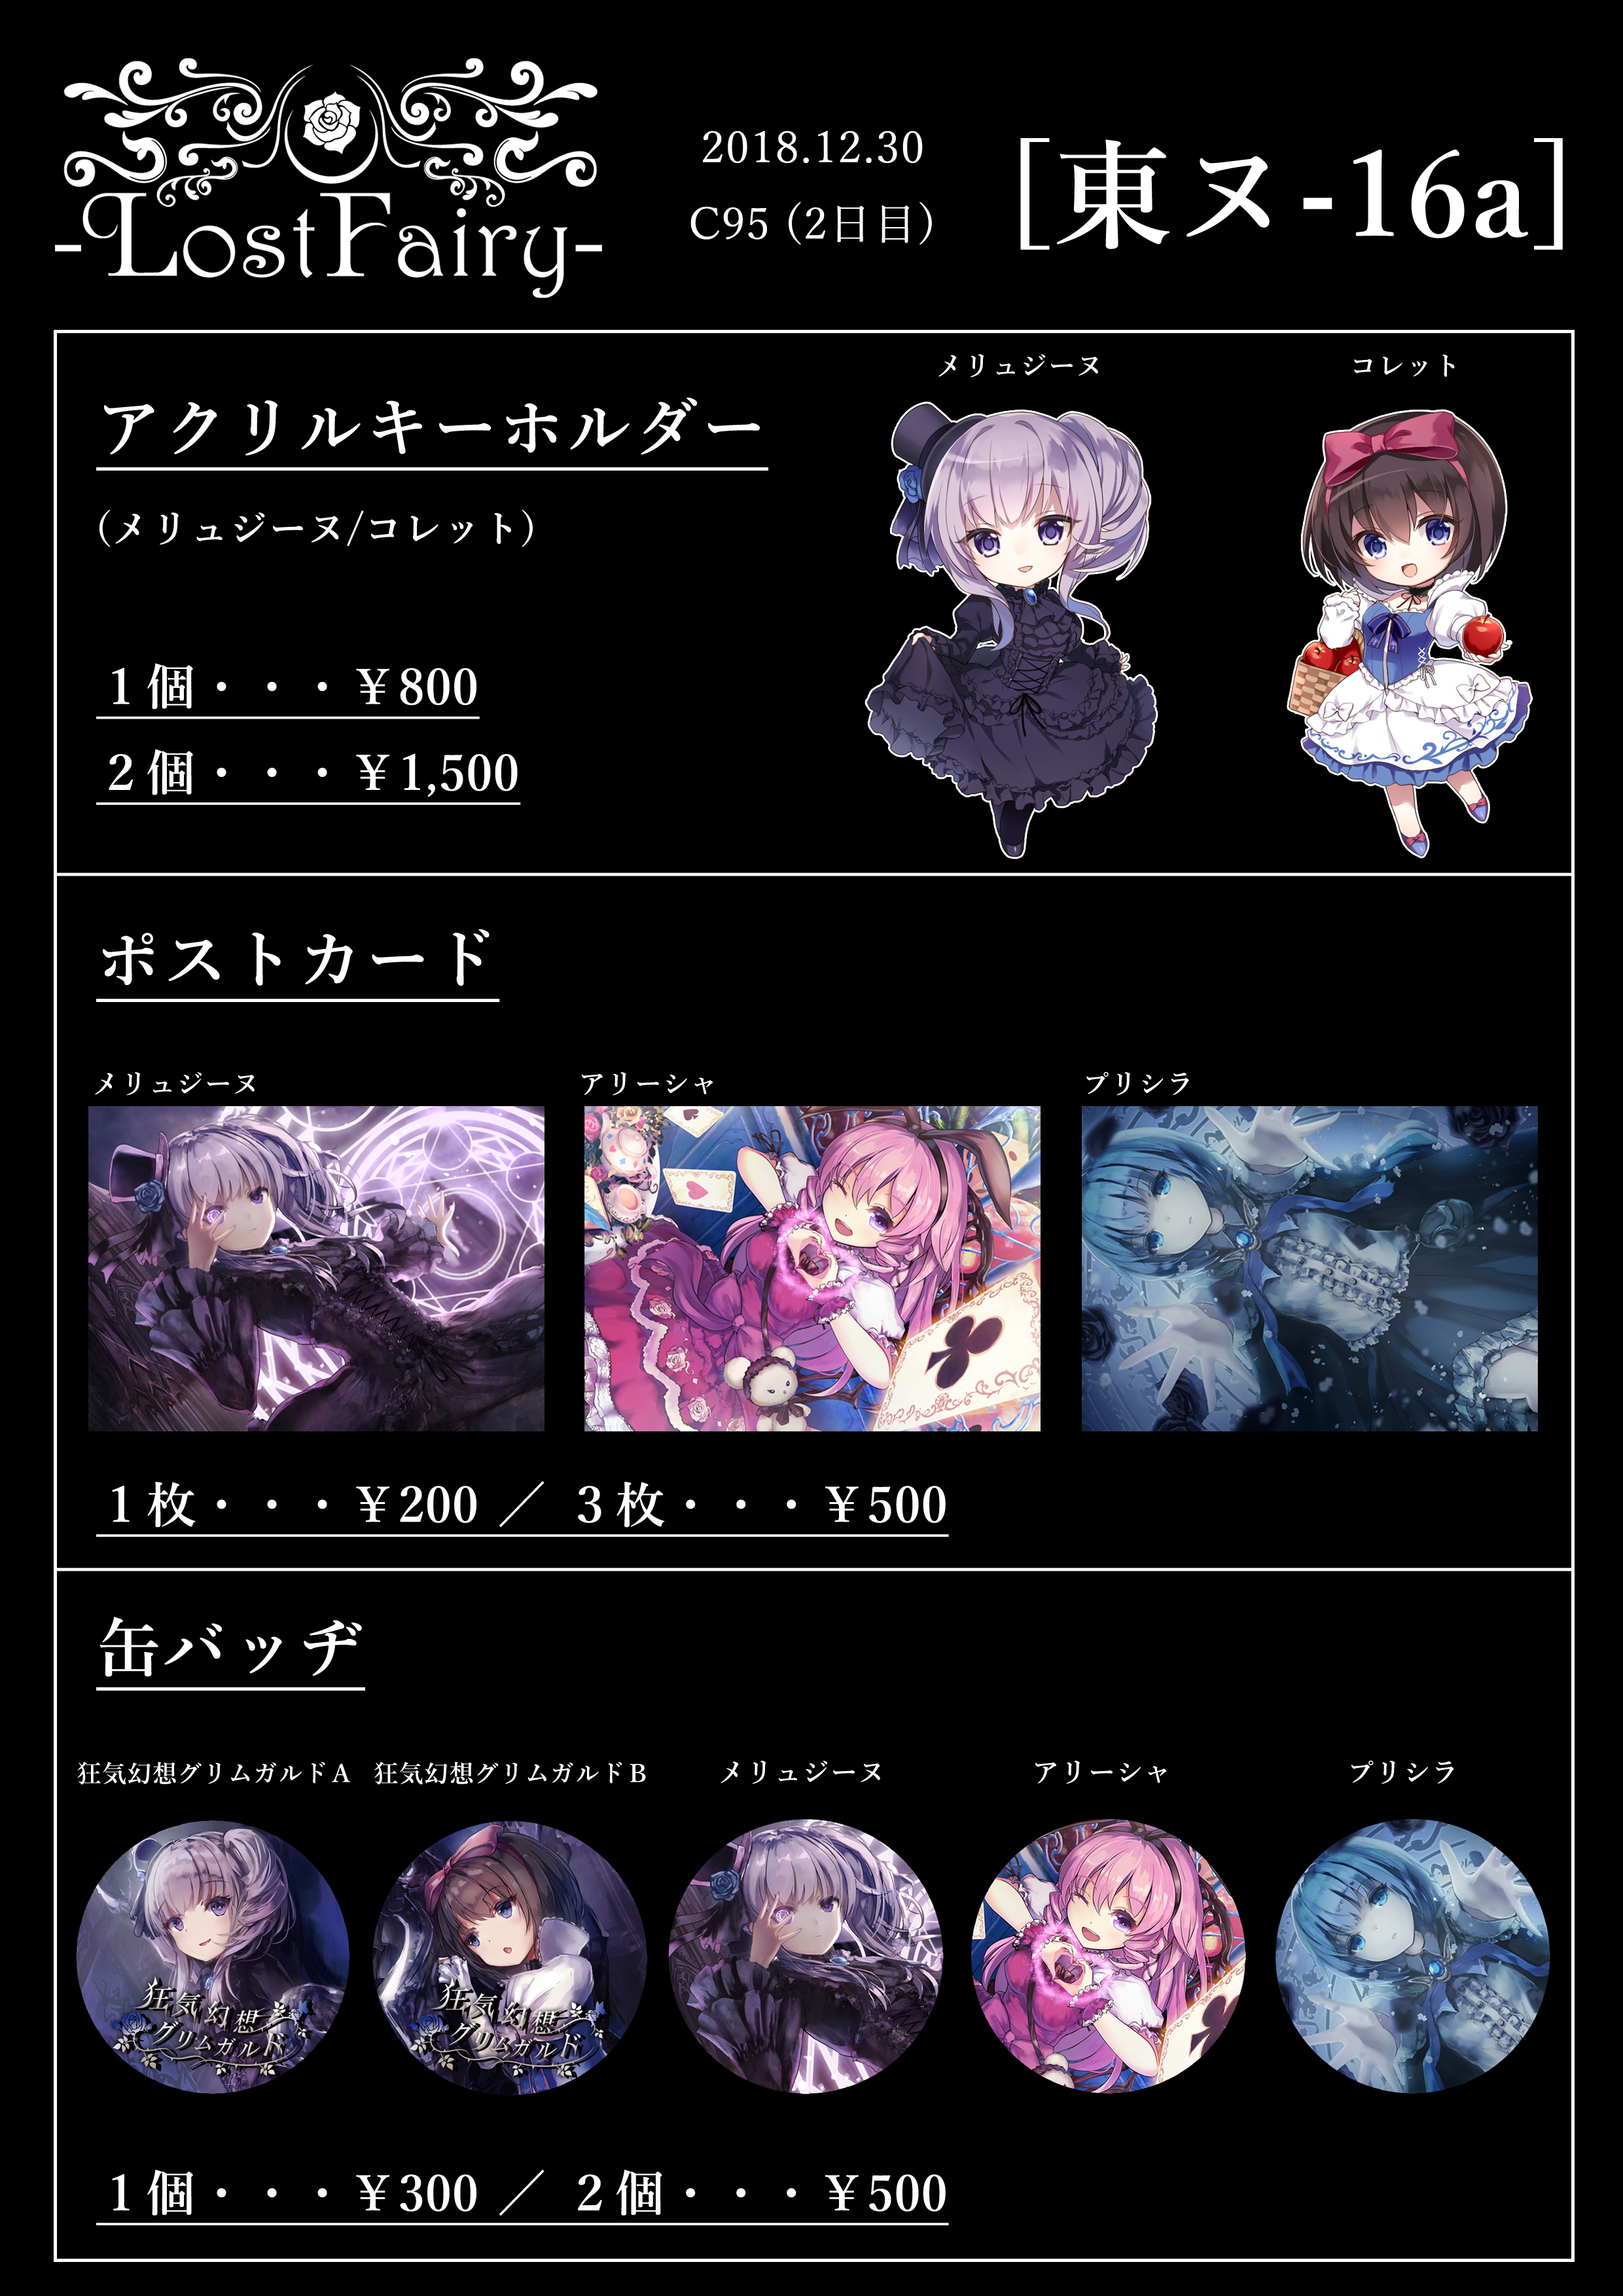 -LostFairy-
2018.12.30
C95 (2日目)
[東ヌ-16a]
メリュジーヌ
コレット
アクリルキーホルダー
(メリュジーヌ/コレット)
1個・・・¥800
2個・・・¥1,500
ポストカード
メリュジーヌ
アリーシャ
プリシラ
1枚・・・¥200 ／ 3枚・・・¥500
缶バッヂ
狂気幻想グリムガルドA
狂気幻想グリムガルドB
メリュジーヌ
アリーシャ
プリシラ
狂気幻想
グリムガルド
狂気幻想
グリムガルド
1個・・・¥300 ／ 2個・・・¥500